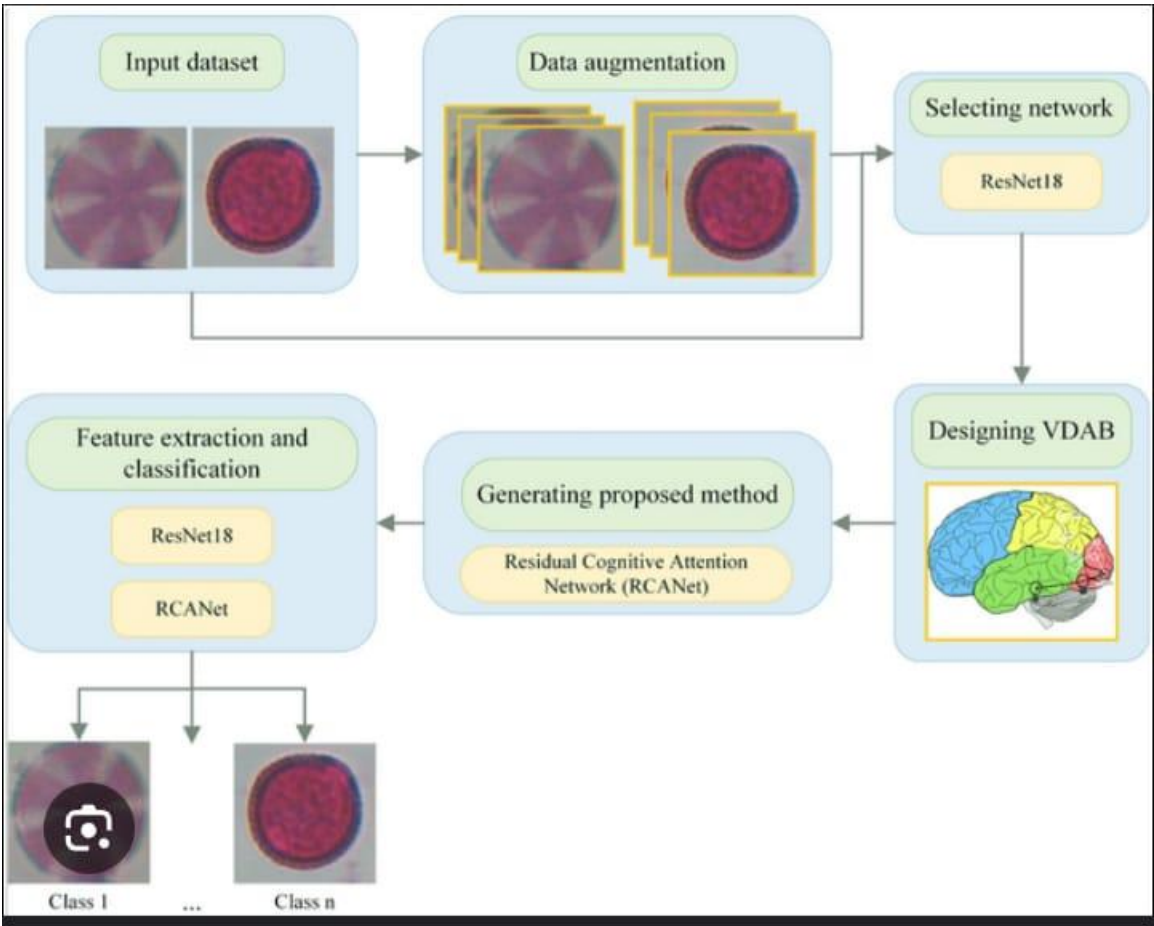 Input dataset
Data augmentation
Selecting network
ResNet18
Designing VDAB
Generating proposed method
Residual Cognitive Attention
Network (RCANet)
Feature extraction and
classification
ResNet18
RCANet
Class 1
...
Class n